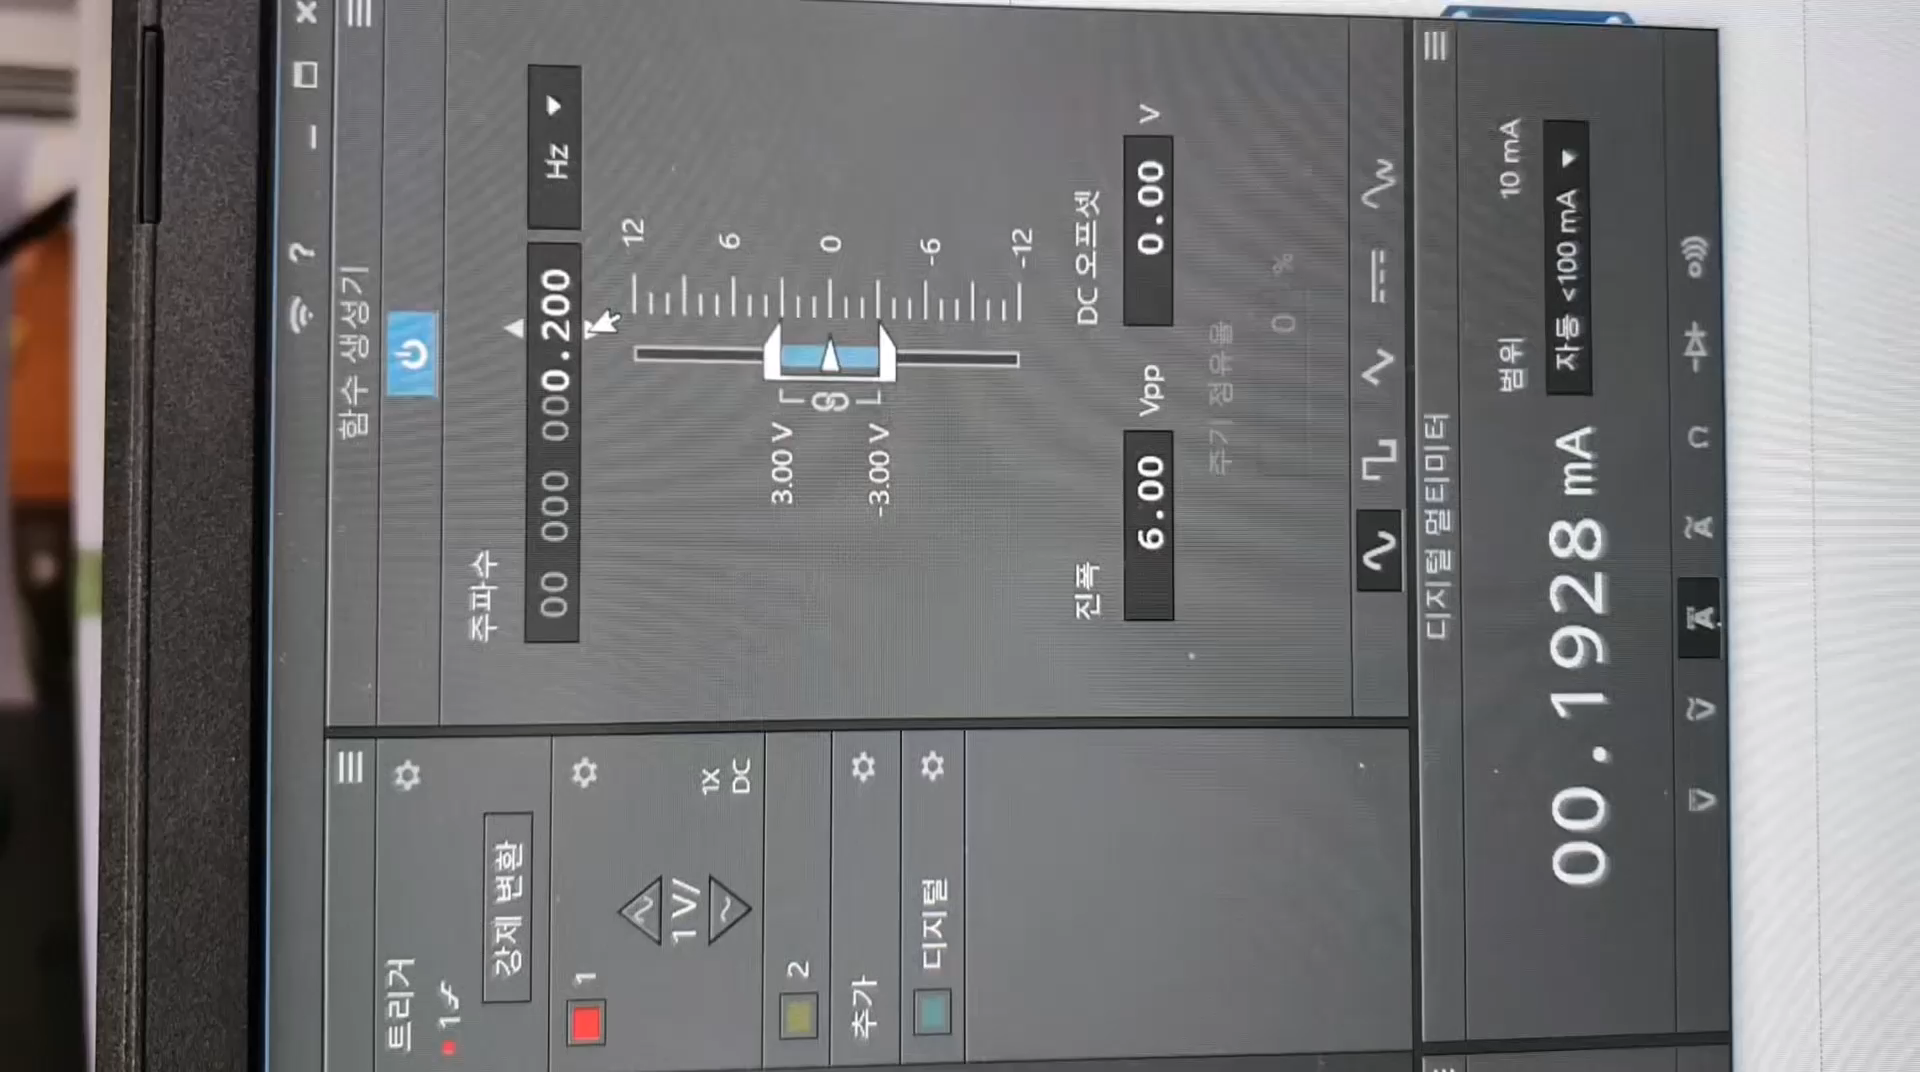 트리거
1
강제 변환
1
1 V/
1X
DC
2
추가
디지털
? – □ ×
함수 생성기
주파수
00 000 000 000.200
Hz
12
6
0
-6
-12
3.00 V
-3.00 V
진폭
DC 오프셋
6.00 Vpp
0.00 V
주기 점유율
0 %
디지털 멀티미터
범위
10 mA
00.1928 mA
자동 <100 mA
V V A A Ω